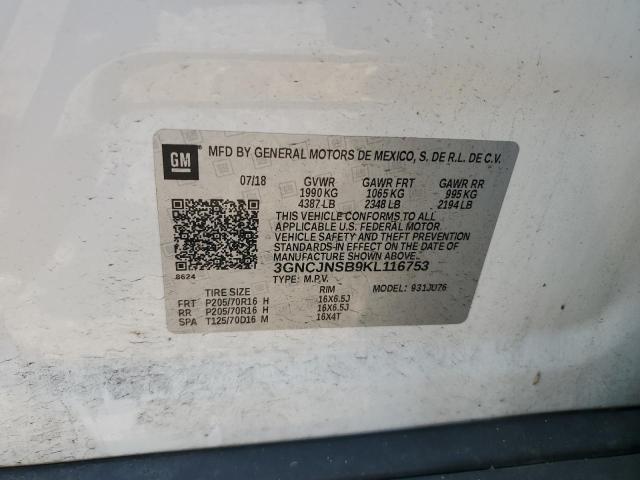 GM
MFD BY GENERAL MOTORS DE MEXICO, S. DE R.L. DE C.V.
07/18 GVWR GAWR FRT GAWR RR
1990 KG 1065 KG 995 KG
4387 LB 2348 LB 2194 LB
THIS VEHICLE CONFORMS TO ALL
APPLICABLE U.S. FEDERAL MOTOR
VEHICLE SAFETY AND THEFT PREVENTION
STANDARDS IN EFFECT ON THE DATE OF
MANUFACTURE SHOWN ABOVE.
8624 3GNCJNSB9KL116753
TYPE: M.P.V. MODEL: 931JU76
TIRE SIZE RIM
FRT P205/70R16 H 16X6.5J
RR P205/70R16 H 16X6.5J
SPA T125/70D16 M 16X4T